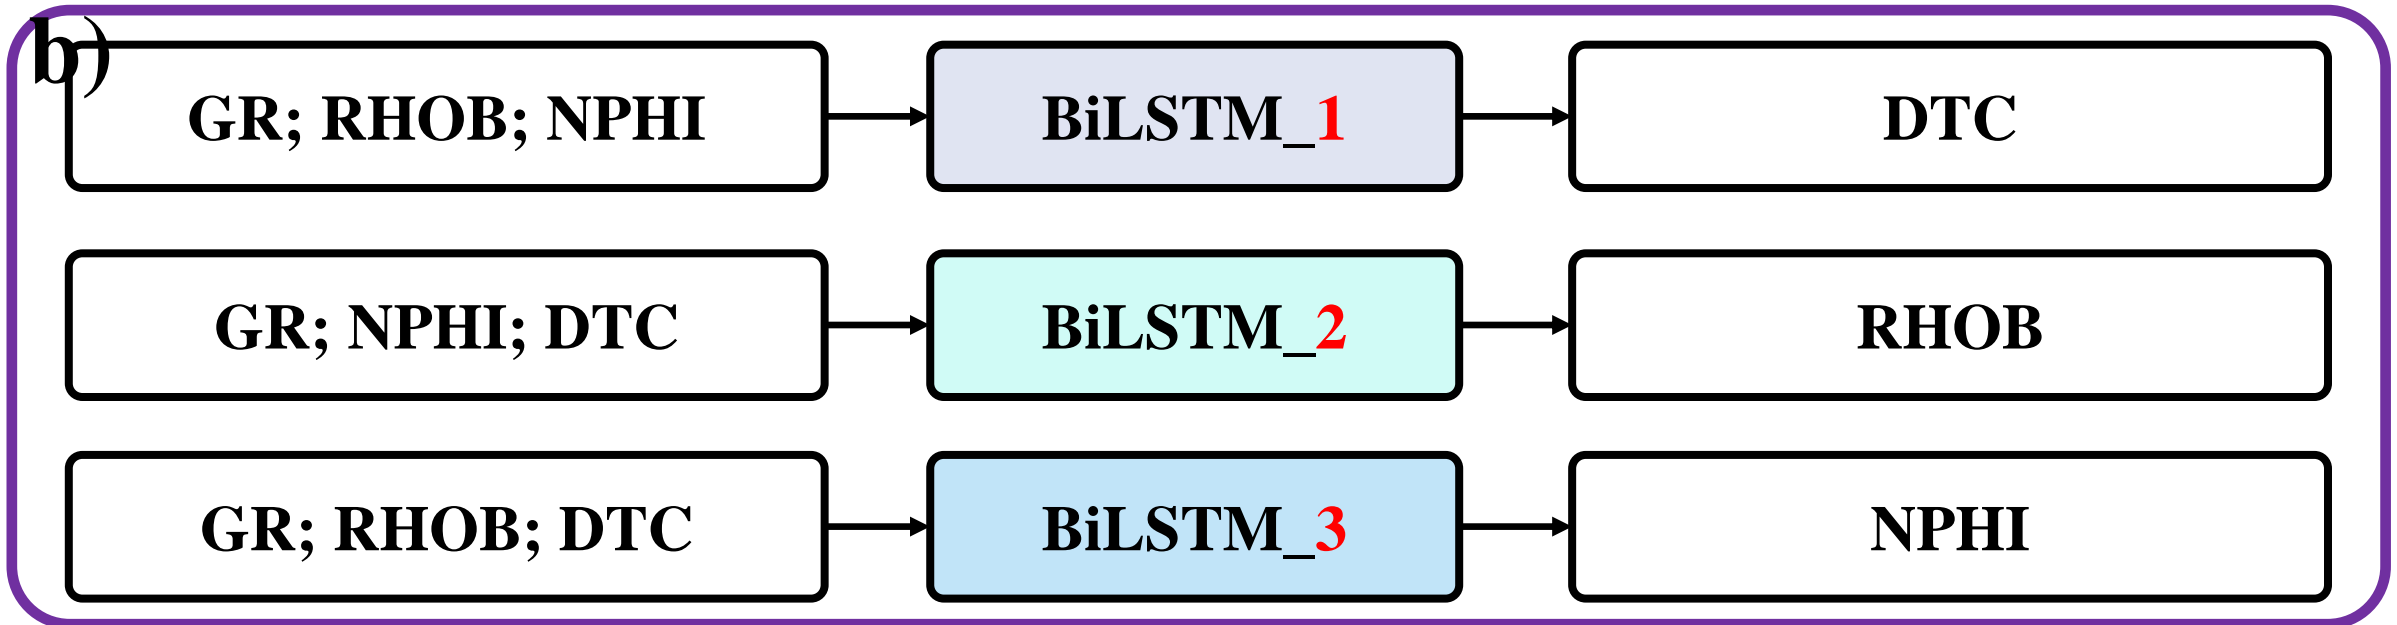 b)
GR; RHOB; NPHI
BiLSTM_1
DTC
GR; NPHI; DTC
BiLSTM_2
RHOB
GR; RHOB; DTC
BiLSTM_3
NPHI